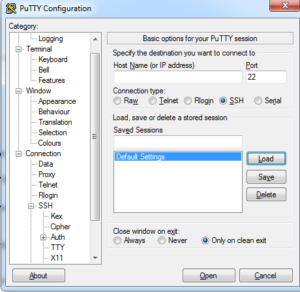 PuTTY Configuration
Category:
Logging
Terminal
Keyboard
Bell
Features
Window
Appearance
Behaviour
Translation
Selection
Colours
Connection
Data
Proxy
Telnet
Rlogin
SSH
Kex
Cipher
Auth
TTY
X11
Basic options for your PuTTY session
Specify the destination you want to connect to
Host Name (or IP address) Port
22
Connection type:
Raw Telnet Rlogin SSH Serial
Load, save or delete a stored session
Saved Sessions
Default Settings
Load
Save
Delete
Close window on exit:
Always Never Only on clean exit
About Open Cancel